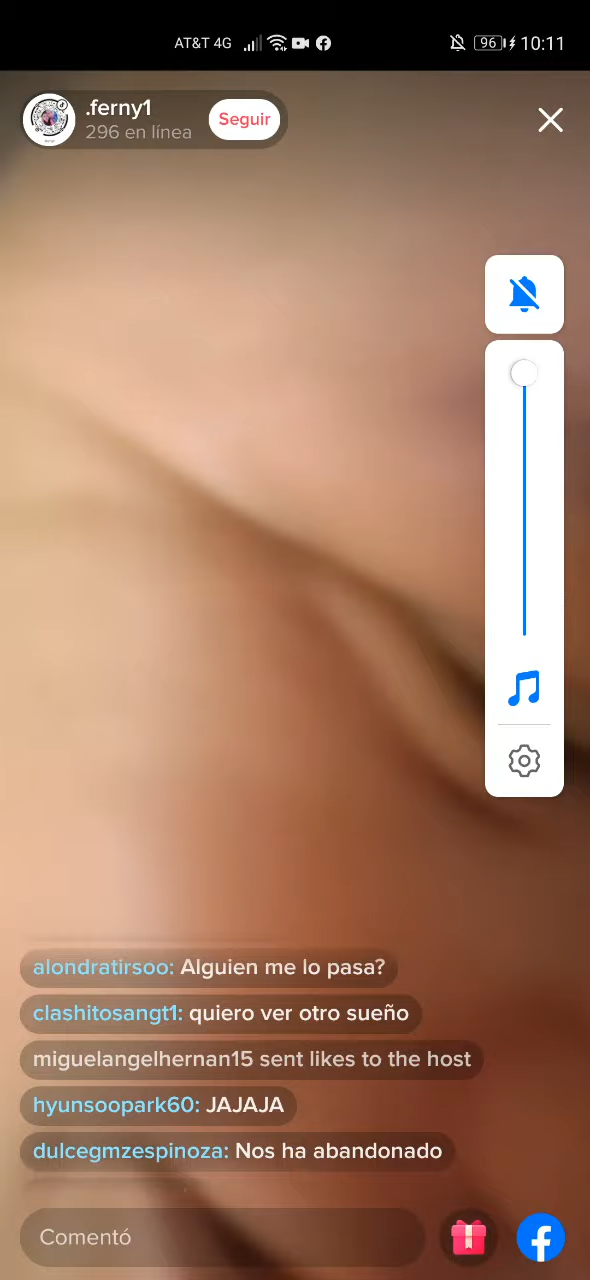 AT&T 4G 96 10:11
.ferny1
296 en línea
Seguir
alondratirsoo: Alguien me lo pasa?
clashitosangt1: quiero ver otro sueño
miguelangelhernan15 sent likes to the host
hyunsoopark60: JAJAJA
dulcegmzespinoza: Nos ha abandonado
Comentó